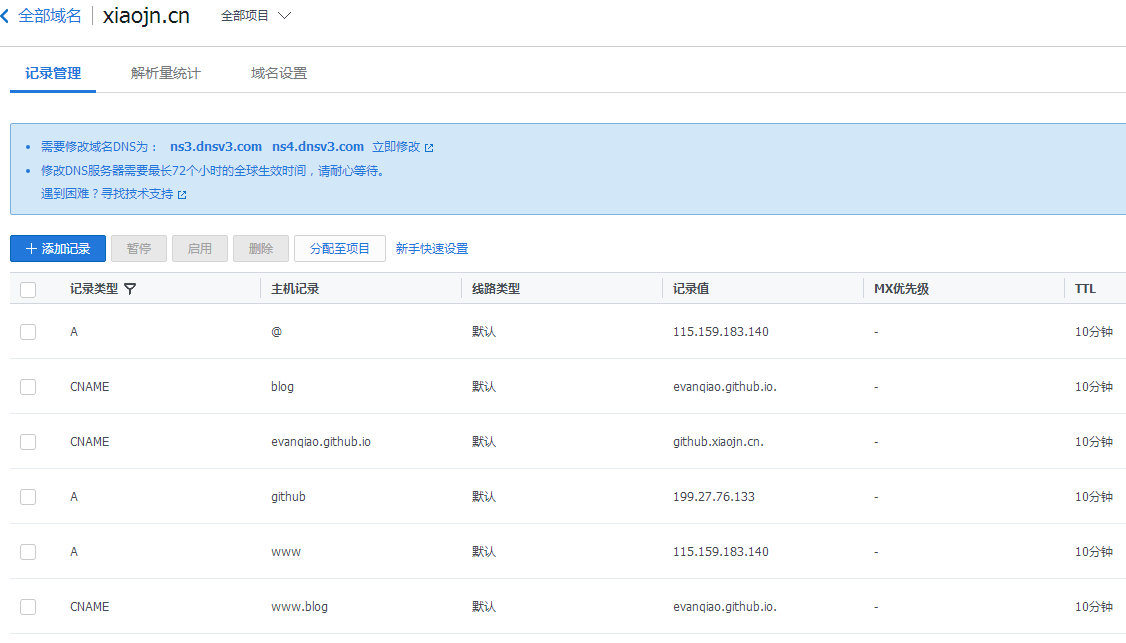 全部域名 xiaojn.cn 全部项目
记录管理 解析量统计 域名设置
需要修改域名DNS为： ns3.dnsv3.com ns4.dnsv3.com 立即修改
修改DNS服务器需要最长72个小时的全球生效时间，请耐心等待。
遇到困难？寻找技术支持
添加记录 暂停 启用 删除 分配至项目 新手快速设置
记录类型 主机记录 线路类型 记录值 MX优先级 TTL
A @ 默认 115.159.183.140 - 10分钟
CNAME blog 默认 evanqiao.github.io. - 10分钟
CNAME evanqiao.github.io 默认 github.xiaojn.cn. - 10分钟
A github 默认 199.27.76.133 - 10分钟
A www 默认 115.159.183.140 - 10分钟
CNAME www.blog 默认 evanqiao.github.io. - 10分钟